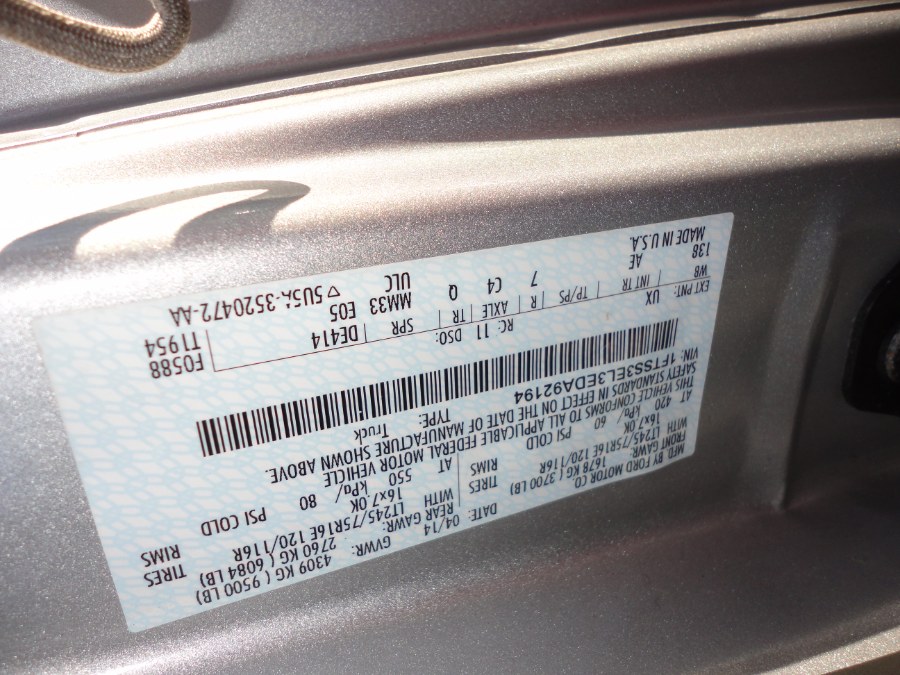 MFD. BY FORD MOTOR CO.
DATE: 04/14 GVWR: 4309 KG ( 9500 LB)
FRONT GAWR: 1678 KG ( 3700 LB) REAR GAWR: 2760 KG ( 6084 LB)
LT245/75R16E 120/116R TIRES WITH LT245/75R16E 120/116R TIRES
16x7.0K RIMS 16x7.0K RIMS
AT 420 kPa/ 60 PSI COLD AT 550 kPa/ 80 PSI COLD
THIS VEHICLE CONFORMS TO ALL APPLICABLE FEDERAL MOTOR VEHICLE
SAFETY STANDARDS IN EFFECT ON THE DATE OF MANUFACTURE SHOWN ABOVE.
VIN: 1FTSS3EL3EDA92194 TYPE: Truck
EXT PNT: UX RC: 11 DSO: DE414 F0588
T1954
WB INT TR TP/PS R AXLE TR SPR
138 AE 7 C4 Q MM33 E05
MADE IN U.S.A. ULC